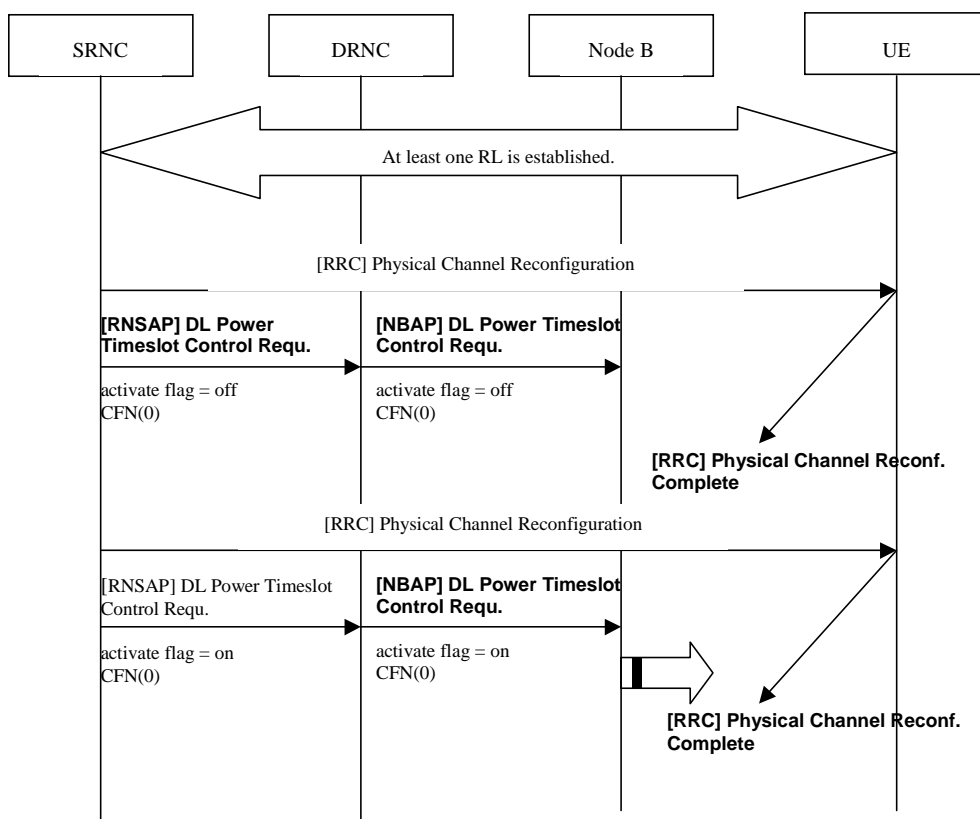 SRNC
DRNC
Node B
UE
At least one RL is established.
[RRC] Physical Channel Reconfiguration
[RNSAP] DL Power
Timeslot Control Requ.
[NBAP] DL Power Timeslot
Control Requ.
activate flag = off
CFN(0)
activate flag = off
CFN(0)
[RRC] Physical Channel Reconf.
Complete
[RRC] Physical Channel Reconfiguration
[RNSAP] DL Power Timeslot
Control Requ.
[NBAP] DL Power Timeslot
Control Requ.
activate flag = on
CFN(0)
activate flag = on
CFN(0)
[RRC] Physical Channel Reconf.
Complete